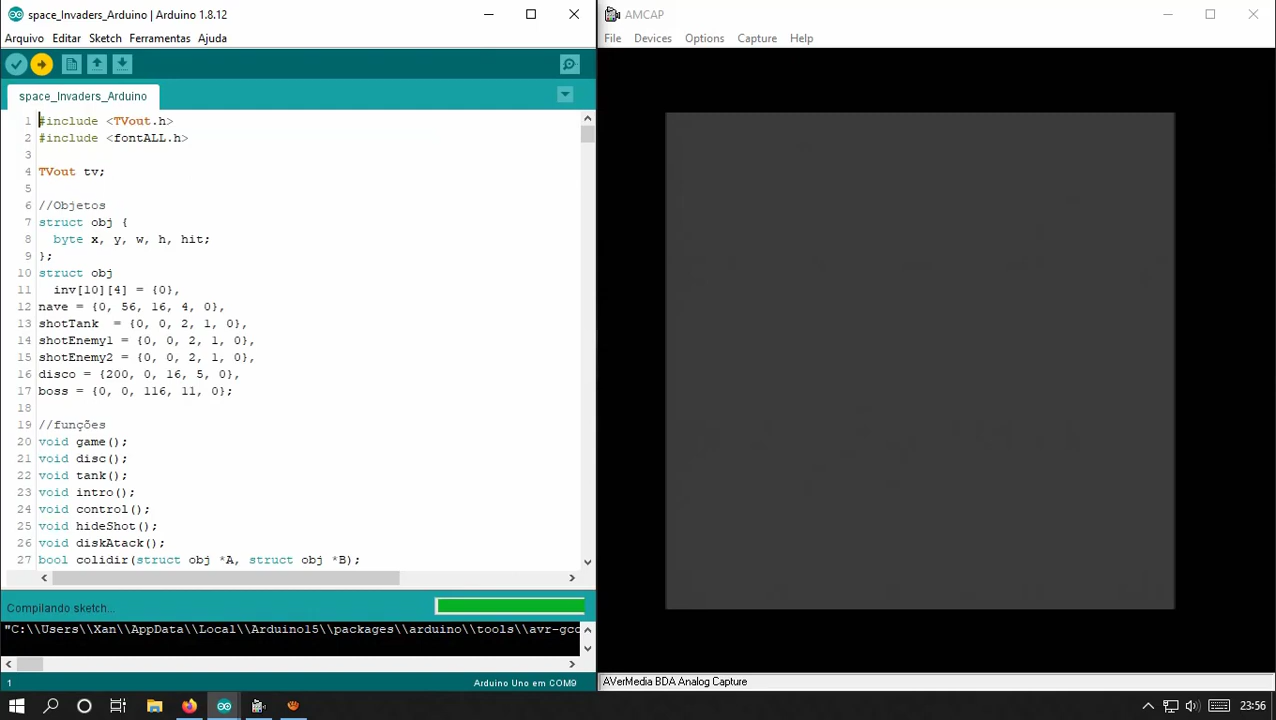 space_Invaders_Arduino | Arduino 1.8.12
Arquivo Editar Sketch Ferramentas Ajuda
space_Invaders_Arduino
1 #include <TVout.h>
2 #include <fontALL.h>
3
4 TVout tv;
5
6 //Objetos
7 struct obj {
8 byte x, y, w, h, hit;
9 };
10 struct obj
11 inv[10][4] = {0},
12 nave = {0, 56, 16, 4, 0},
13 shotTank  = {0, 0, 2, 1, 0},
14 shotEnemy1 = {0, 0, 2, 1, 0},
15 shotEnemy2 = {0, 0, 2, 1, 0},
16 disco = {200, 0, 16, 5, 0},
17 boss = {0, 0, 116, 11, 0};
18
19 //funções
20 void game();
21 void disc();
22 void tank();
23 void intro();
24 void control();
25 void hideShot();
26 void diskAtack();
27 bool colidir(struct obj *A, struct obj *B);
Compilando sketch...
"C:\\Users\\Xan\\AppData\\Local\\Arduino15\\packages\\arduino\\tools\\avr-gcc
1 Arduino Uno em COM9
AMCAP
File Devices Options Capture Help
AVerMedia BDA Analog Capture
23:56